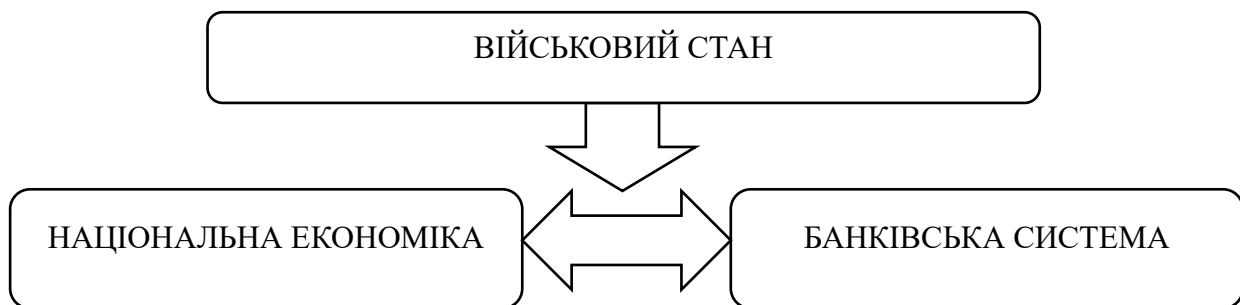 ВІЙСЬКОВИЙ СТАН
НАЦІОНАЛЬНА ЕКОНОМІКА
БАНКІВСЬКА СИСТЕМА